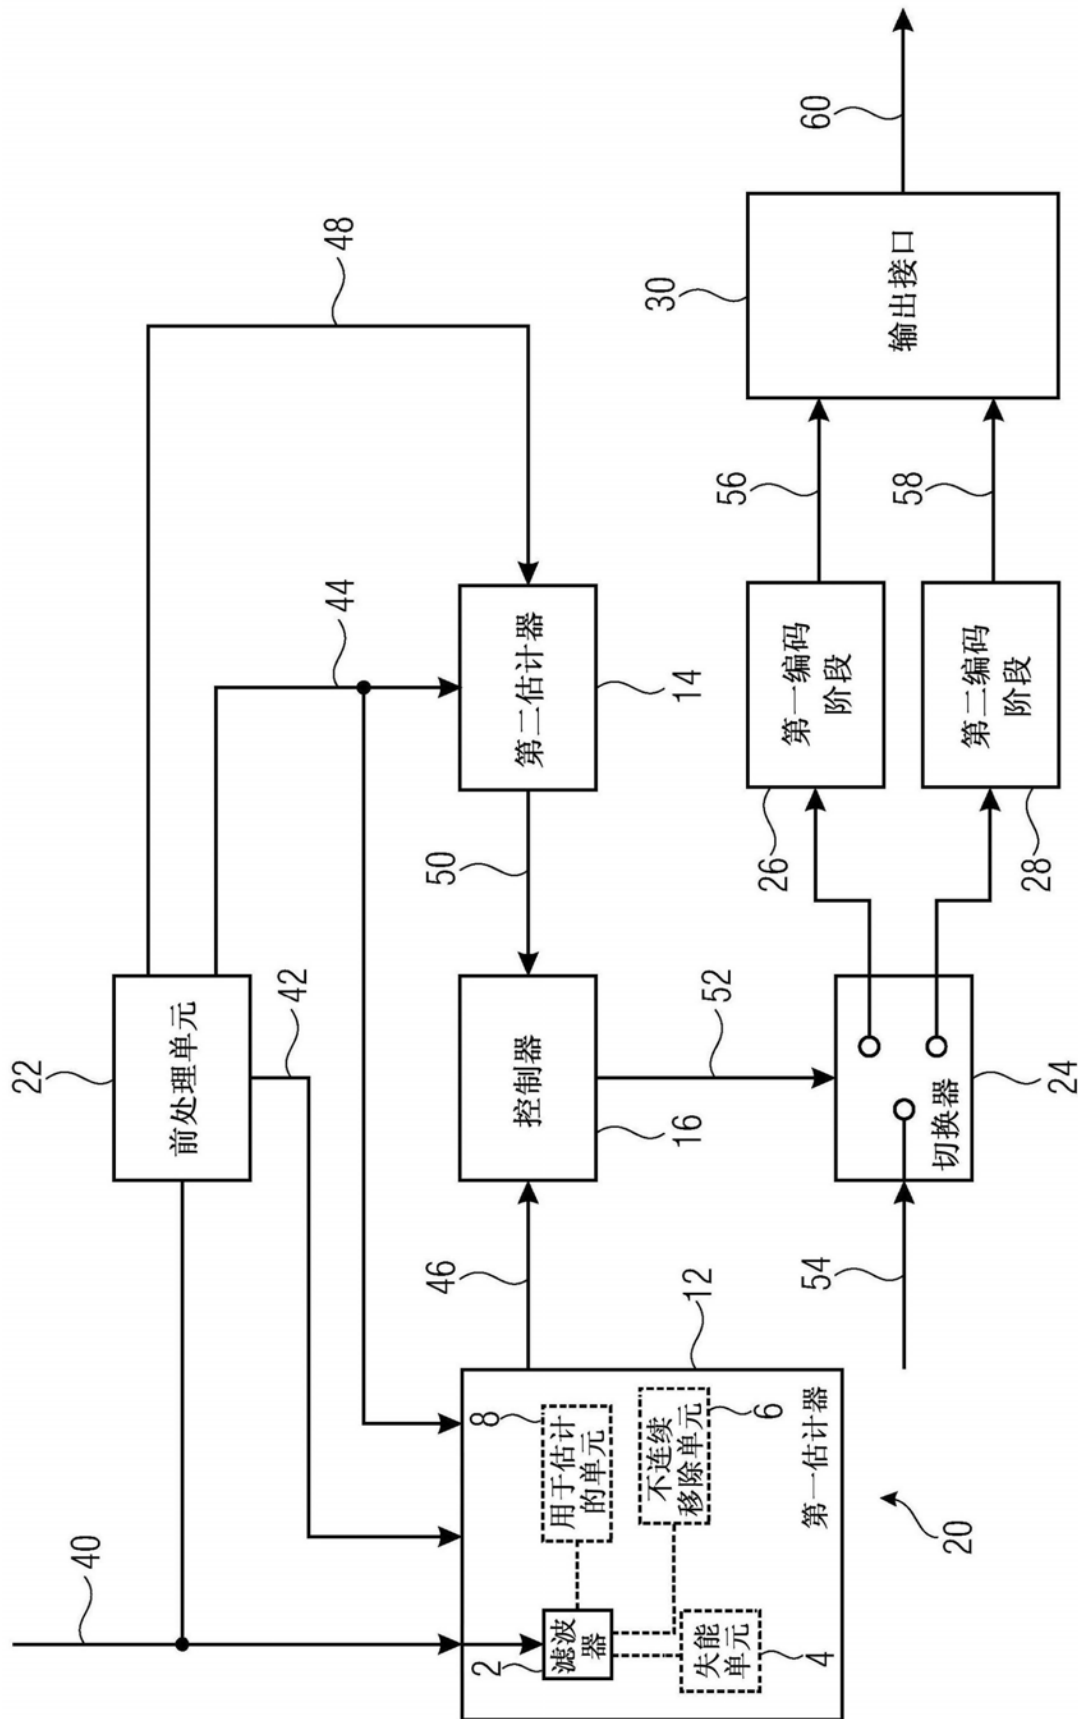 22
40
前处理单元
42
44
48
46
50
2
8
滤波
器
用于估计
的单元
控制器
第二估计器
不连续
移除单元
失能
单元
4
6
12
16
14
52
56
30
60
第一估计器
54
26
第一编码
阶段
20
切换器
输出接口
58
24
28
第二编码
阶段